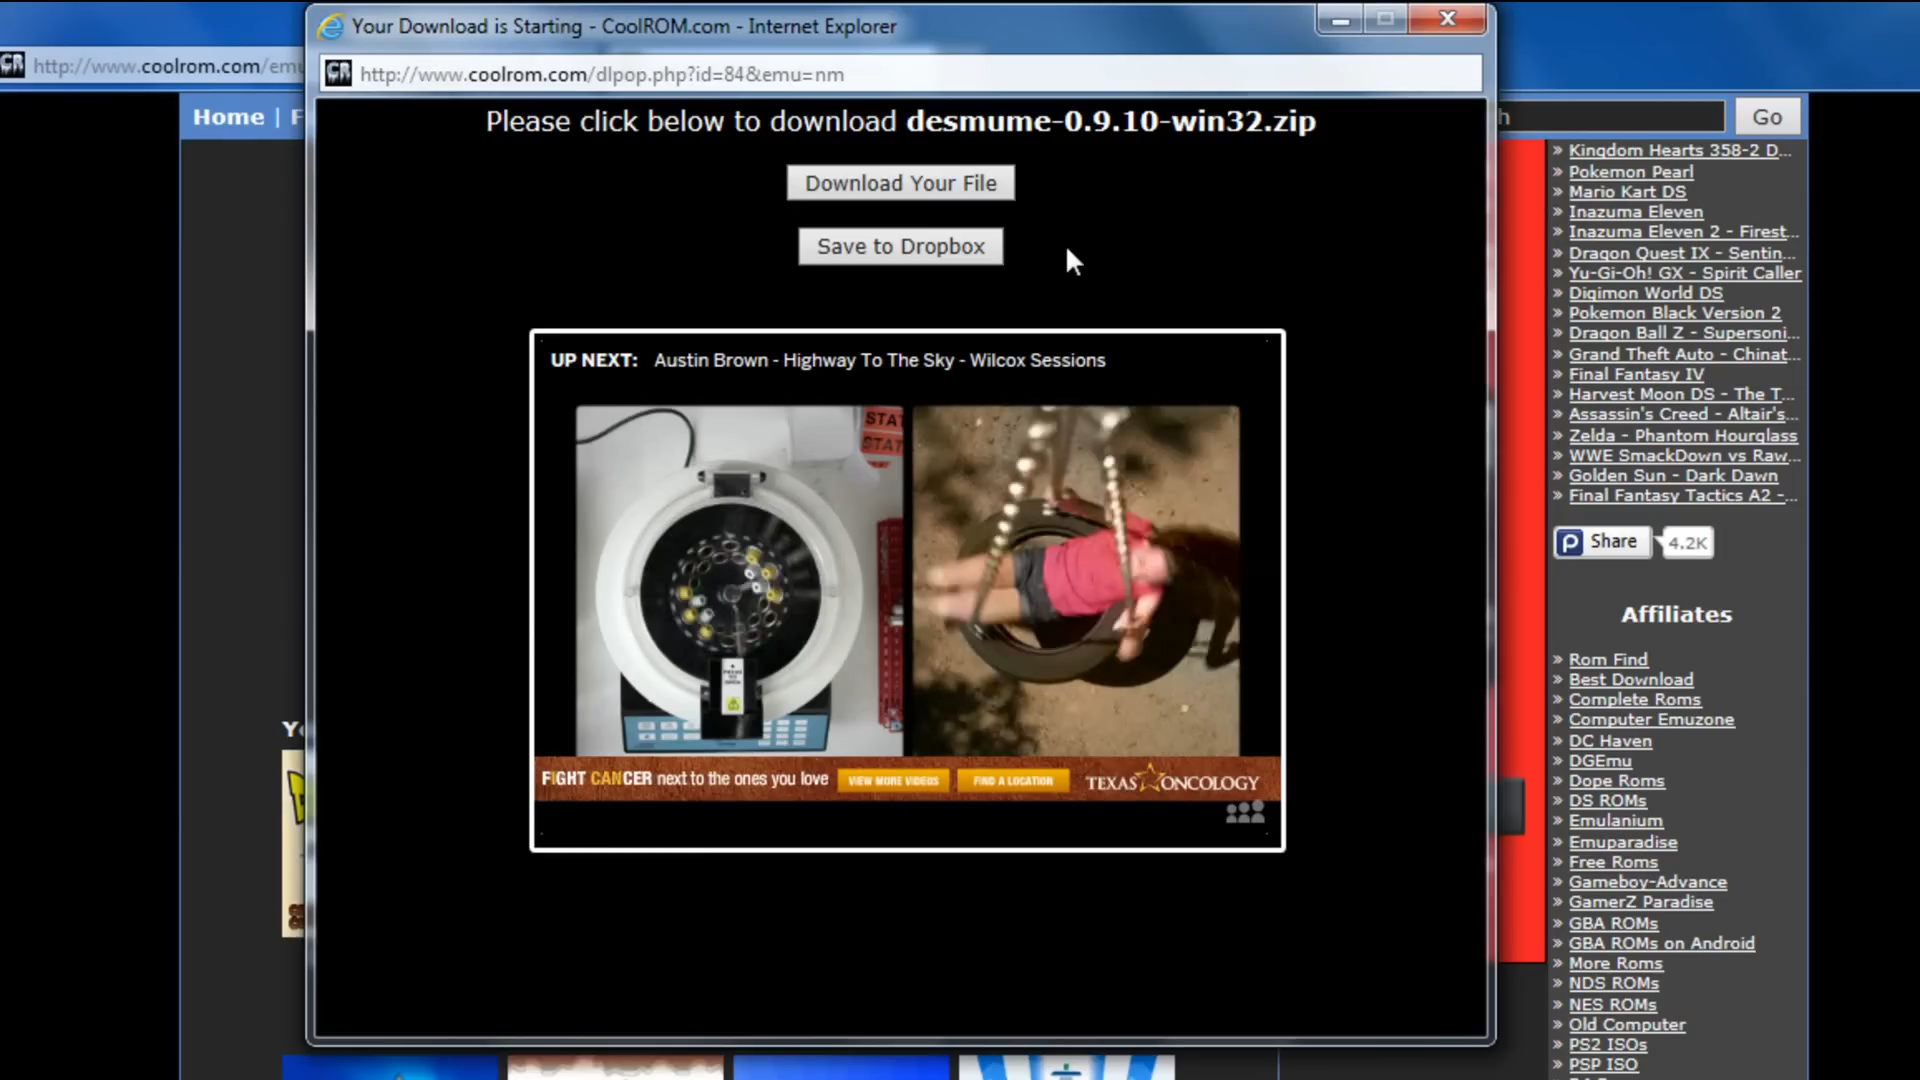 Your Download is Starting - CoolROM.com - Internet Explorer
http://www.coolrom.com/emu
http://www.coolrom.com/dlpop.php?id=84&emu=nm
Home | F
h
Go
Please click below to download desmume-0.9.10-win32.zip
Download Your File
Save to Dropbox
UP NEXT: Austin Brown - Highway To The Sky - Wilcox Sessions
STAT
STAT
FIGHT CANCER next to the ones you love
VIEW MORE VIDEOS
FIND A LOCATION
TEXAS ONCOLOGY
Yo
» Kingdom Hearts 358-2 D...
» Pokemon Pearl
» Mario Kart DS
» Inazuma Eleven
» Inazuma Eleven 2 - Firest...
» Dragon Quest IX - Sentin...
» Yu-Gi-Oh! GX - Spirit Caller
» Digimon World DS
» Pokemon Black Version 2
» Dragon Ball Z - Supersoni...
» Grand Theft Auto - Chinat...
» Final Fantasy IV
» Harvest Moon DS - The T...
» Assassin's Creed - Altair's...
» Zelda - Phantom Hourglass
» WWE SmackDown vs Raw...
» Golden Sun - Dark Dawn
» Final Fantasy Tactics A2 -...
Share 4.2K
Affiliates
» Rom Find
» Best Download
» Complete Roms
» Computer Emuzone
» DC Haven
» DGEmu
» Dope Roms
» DS ROMs
» Emulanium
» Emuparadise
» Free Roms
» Gameboy-Advance
» GamerZ Paradise
» GBA ROMs
» GBA ROMs on Android
» More Roms
» NDS ROMs
» NES ROMs
» Old Computer
» PS2 ISOs
» PSP ISO